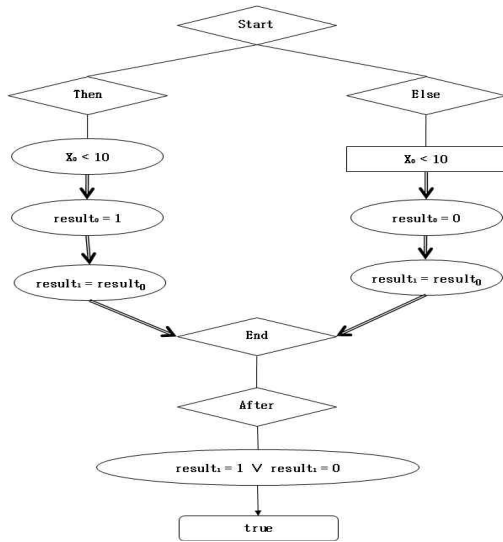 Start
Then
Else
X₀ < 10
X₀ < 10
result₀ = 1
result₀ = 0
result₁ = result₀
result₁ = result₀
End
After
result₁ = 1 ∨ result₁ = 0
true